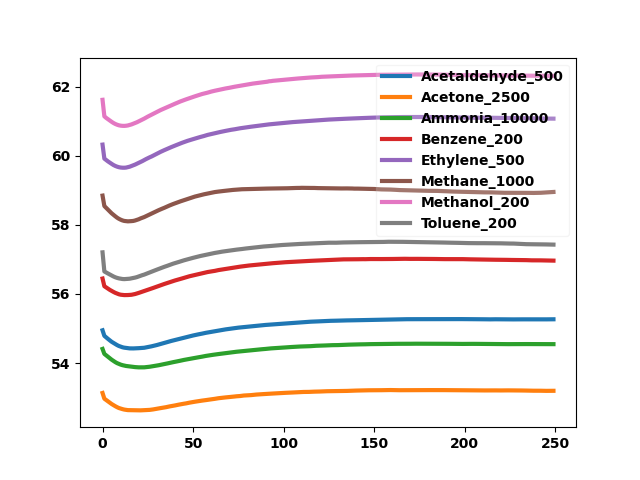 62
60
58
56
54
0 50 100 150 200 250
Acetaldehyde_500
Acetone_2500
Ammonia_10000
Benzene_200
Ethylene_500
Methane_1000
Methanol_200
Toluene_200